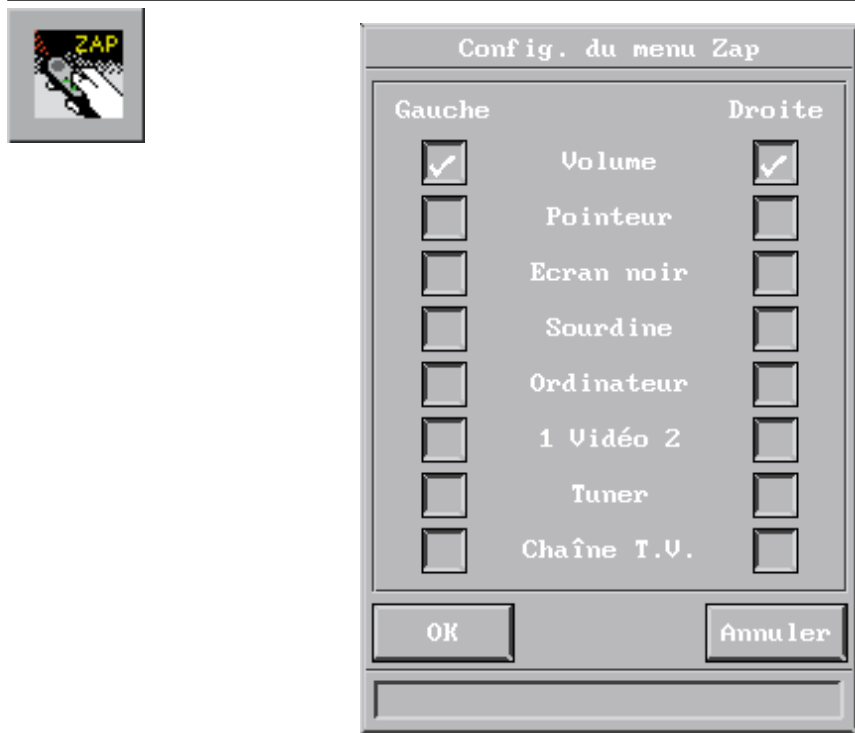 ZAP
Config. du menu Zap
Gauche Droite
Volume
Pointeur
Ecran noir
Sourdine
Ordinateur
1 Vidéo 2
Tuner
Chaîne T.V.
OK Annuler